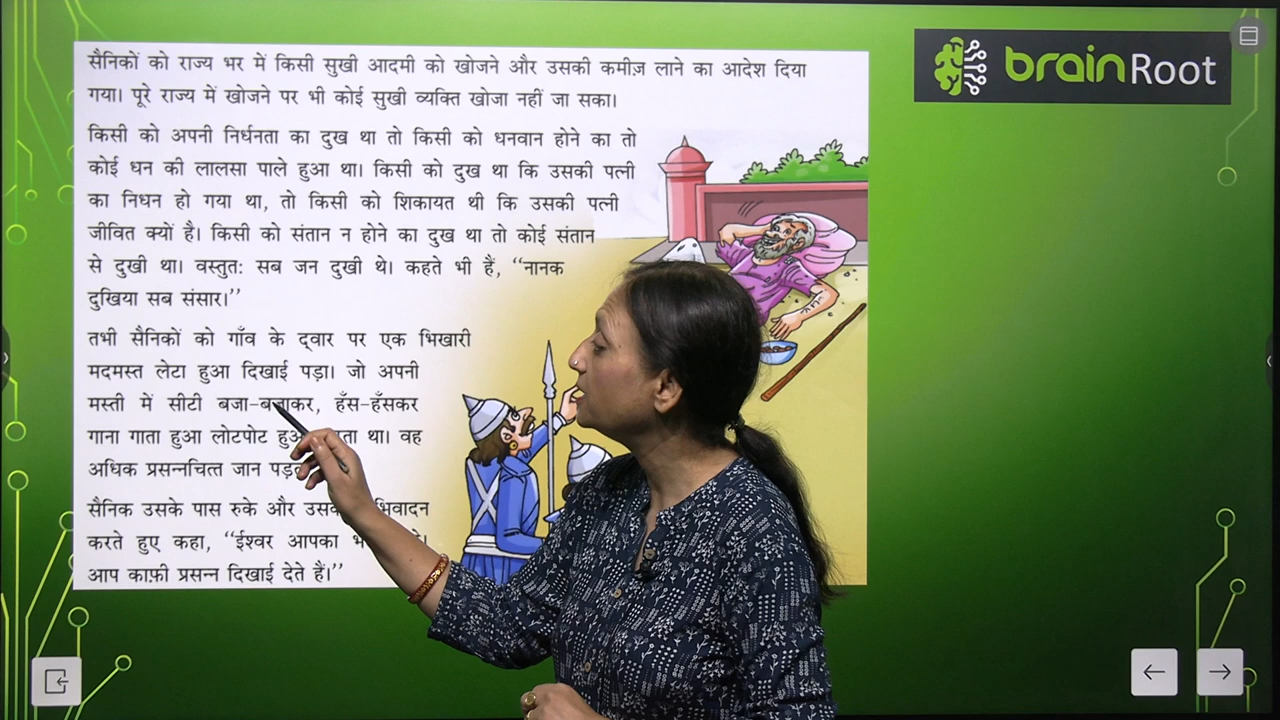 सैनिकों को राज्य भर में किसी सुखी आदमी को खोजने और उसकी कमीज़ लाने का आदेश दिया
गया। पूरे राज्य में खोजने पर भी कोई सुखी व्यक्ति खोजा नहीं जा सका।
किसी को अपनी निर्धनता का दुख था तो किसी को धनवान होने का तो
कोई धन की लालसा पाले हुआ था। किसी को दुख था कि उसकी पत्नी
का निधन हो गया था, तो किसी को शिकायत थी कि उसकी पत्नी
जीवित क्यों है। किसी को संतान न होने का दुख था तो कोई संतान
से दुखी था। वस्तुतः सब जन दुखी थे। कहते भी हैं, “नानक
दुखिया सब संसार।”
तभी सैनिकों को गाँव के द्वार पर एक भिखारी
मदमस्त लेटा हुआ दिखाई पड़ा। जो अपनी
मस्ती में सीटी बजा-बजाकर, हँस-हँसकर
गाना गाता हुआ लोटपोट था। वह
अधिक प्रसन्नचित्त जान
सैनिक उसके पास रुके और
करते हुए कहा, “ईश्वर आपका
आप काफ़ी प्रसन्न दिखाई देते हैं।”
brainRoot